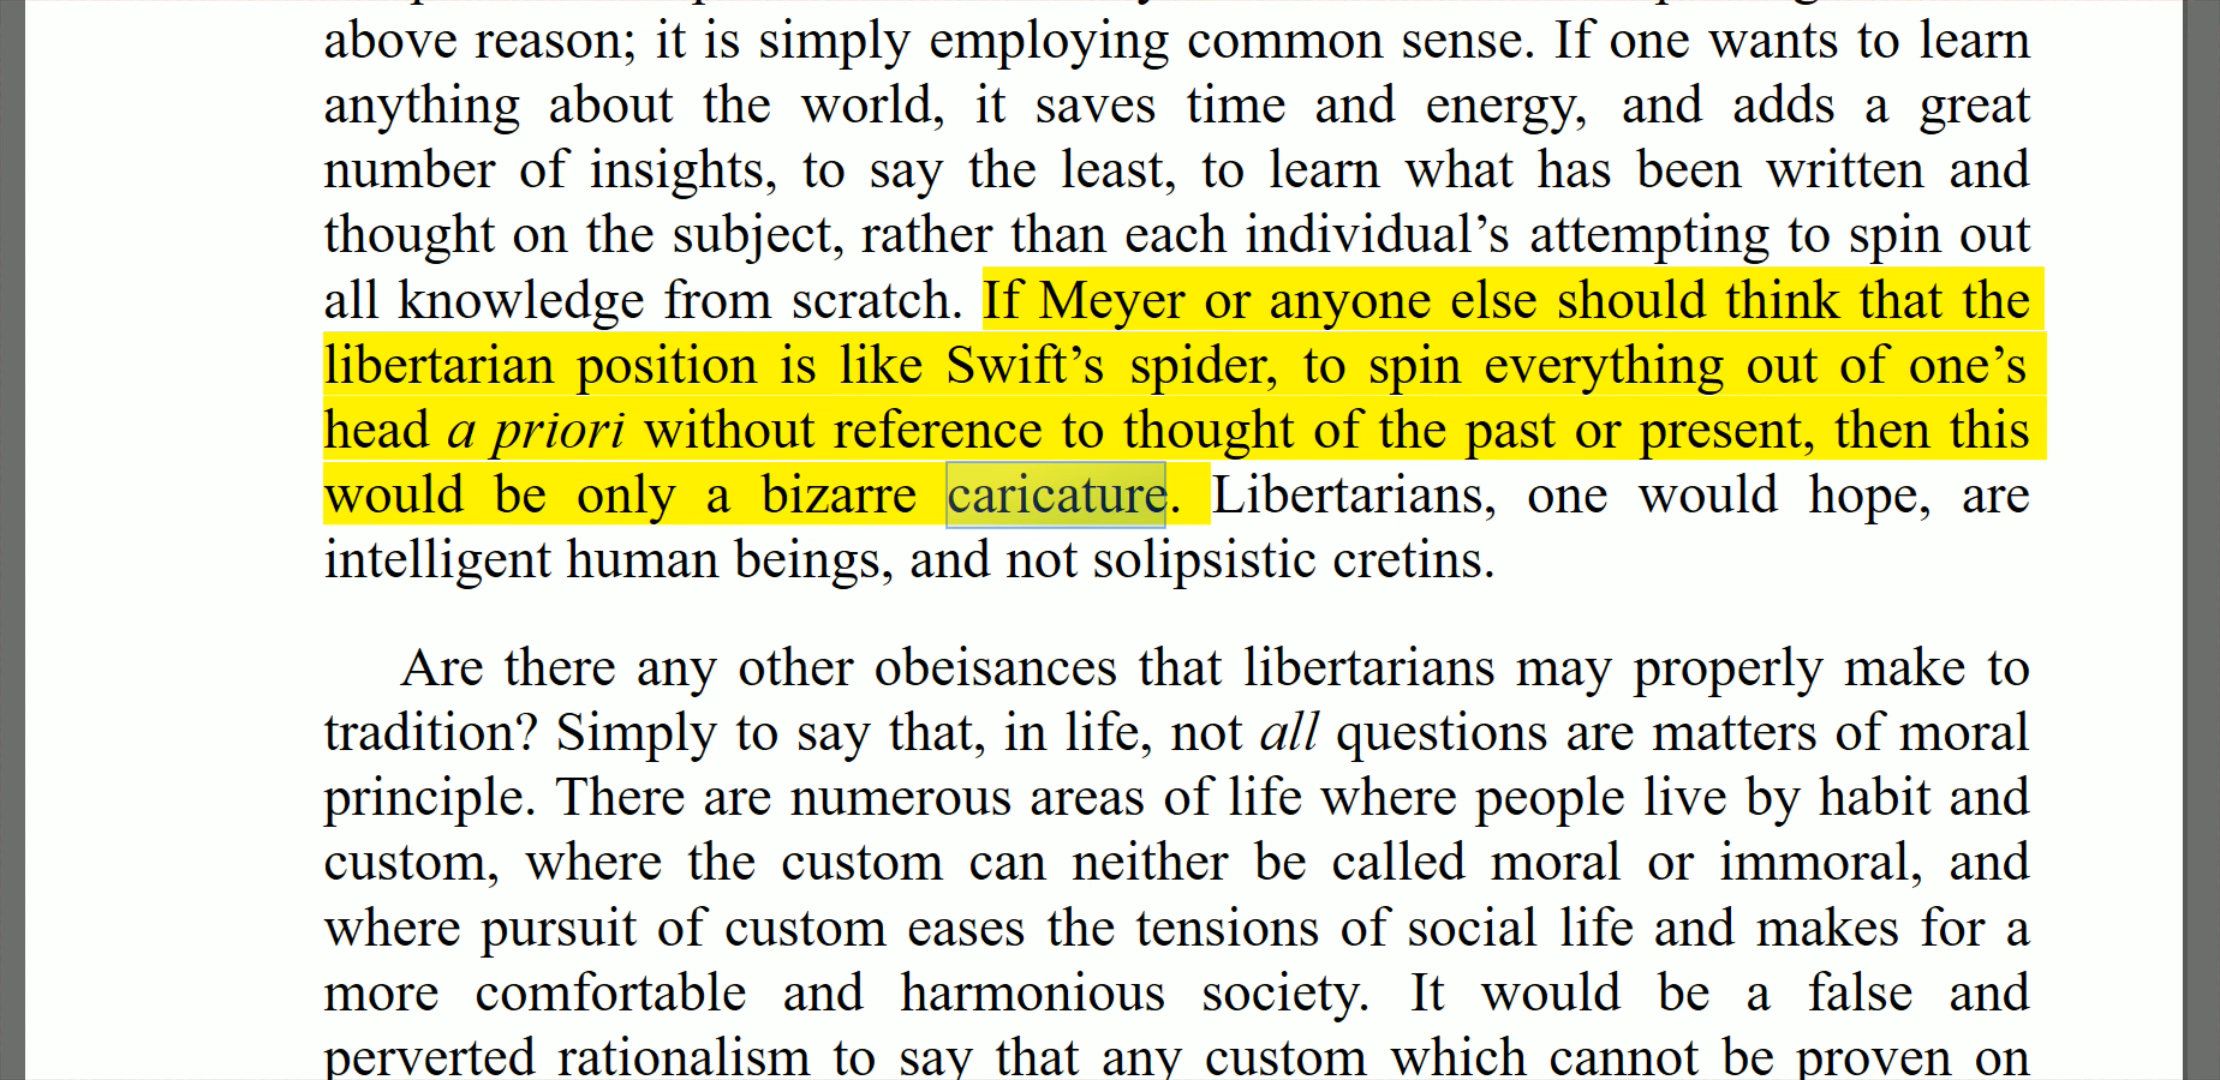 above reason; it is simply employing common sense. If one wants to learn
anything about the world, it saves time and energy, and adds a great
number of insights, to say the least, to learn what has been written and
thought on the subject, rather than each individual’s attempting to spin out
all knowledge from scratch. If Meyer or anyone else should think that the
libertarian position is like Swift’s spider, to spin everything out of one’s
head a priori without reference to thought of the past or present, then this
would be only a bizarre caricature. Libertarians, one would hope, are
intelligent human beings, and not solipsistic cretins.
Are there any other obeisances that libertarians may properly make to
tradition? Simply to say that, in life, not all questions are matters of moral
principle. There are numerous areas of life where people live by habit and
custom, where the custom can neither be called moral or immoral, and
where pursuit of custom eases the tensions of social life and makes for a
more comfortable and harmonious society. It would be a false and
perverted rationalism to say that any custom which cannot be proven on